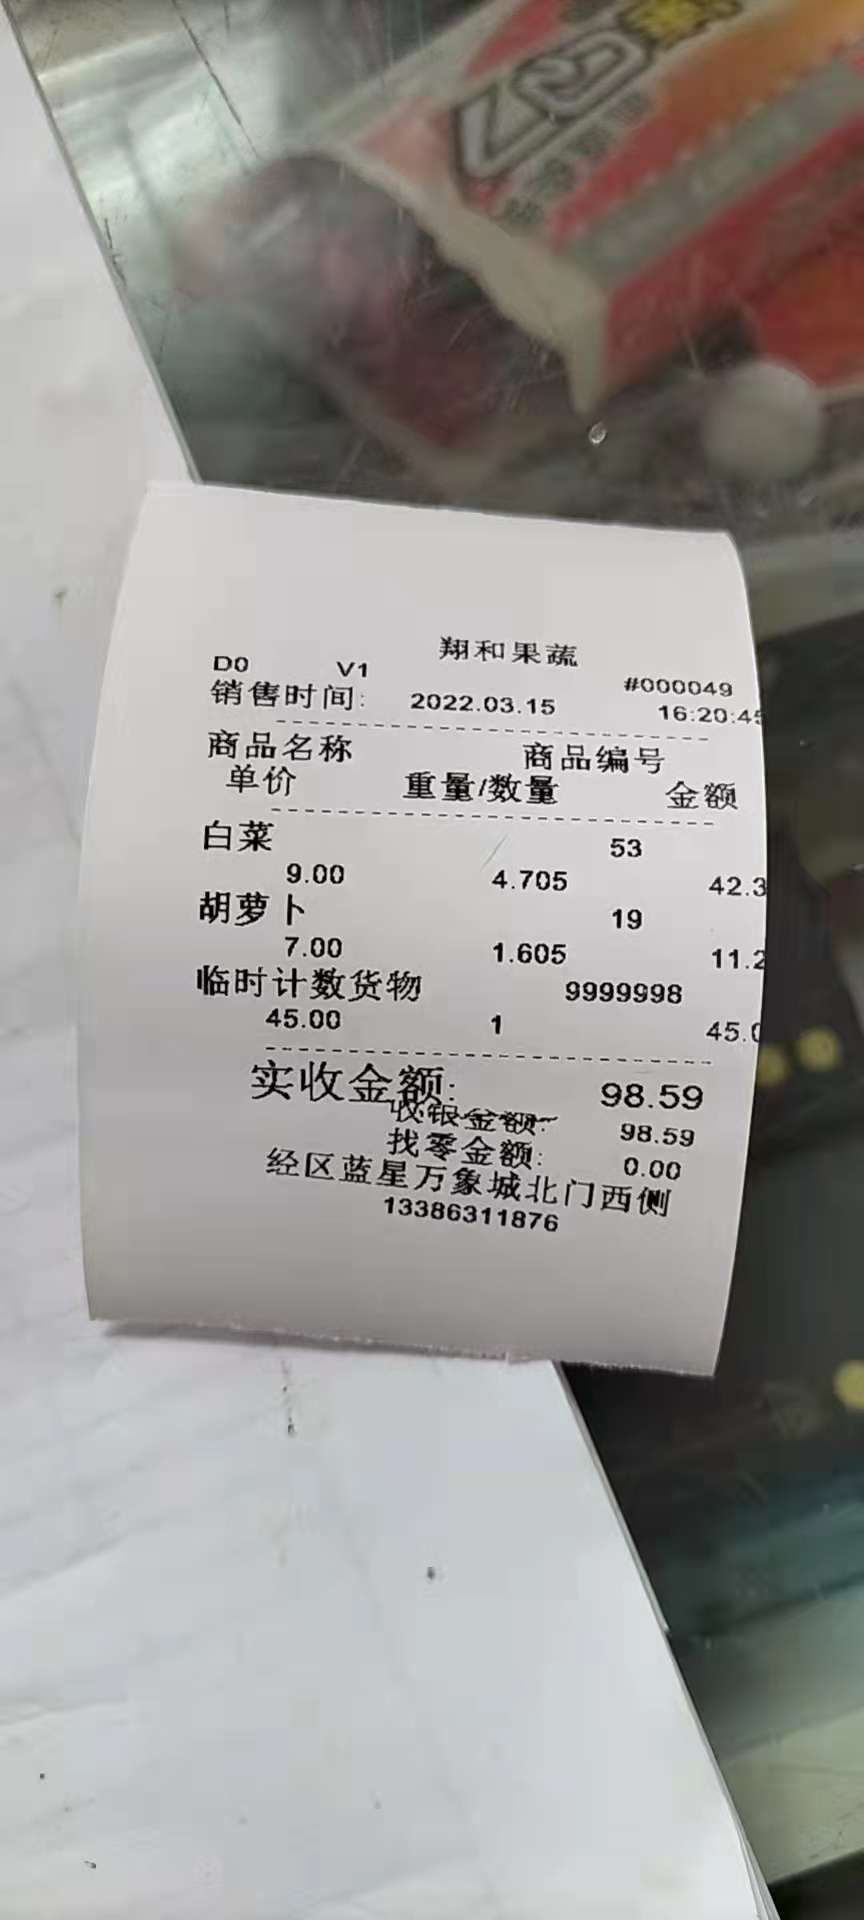 翔和果蔬
D0 V1 #000049
销售时间: 2022.03.15 16:20:45
商品名称 商品编号
单价 重量/数量 金额
白菜 53
9.00 4.705 42.3
胡萝卜 19
7.00 1.605 11.2
临时计数货物 9999998
45.00 1 45.0
实收金额: 98.59
收银金额: 98.59
找零金额: 0.00
经区蓝星万象城北门西侧
13386311876